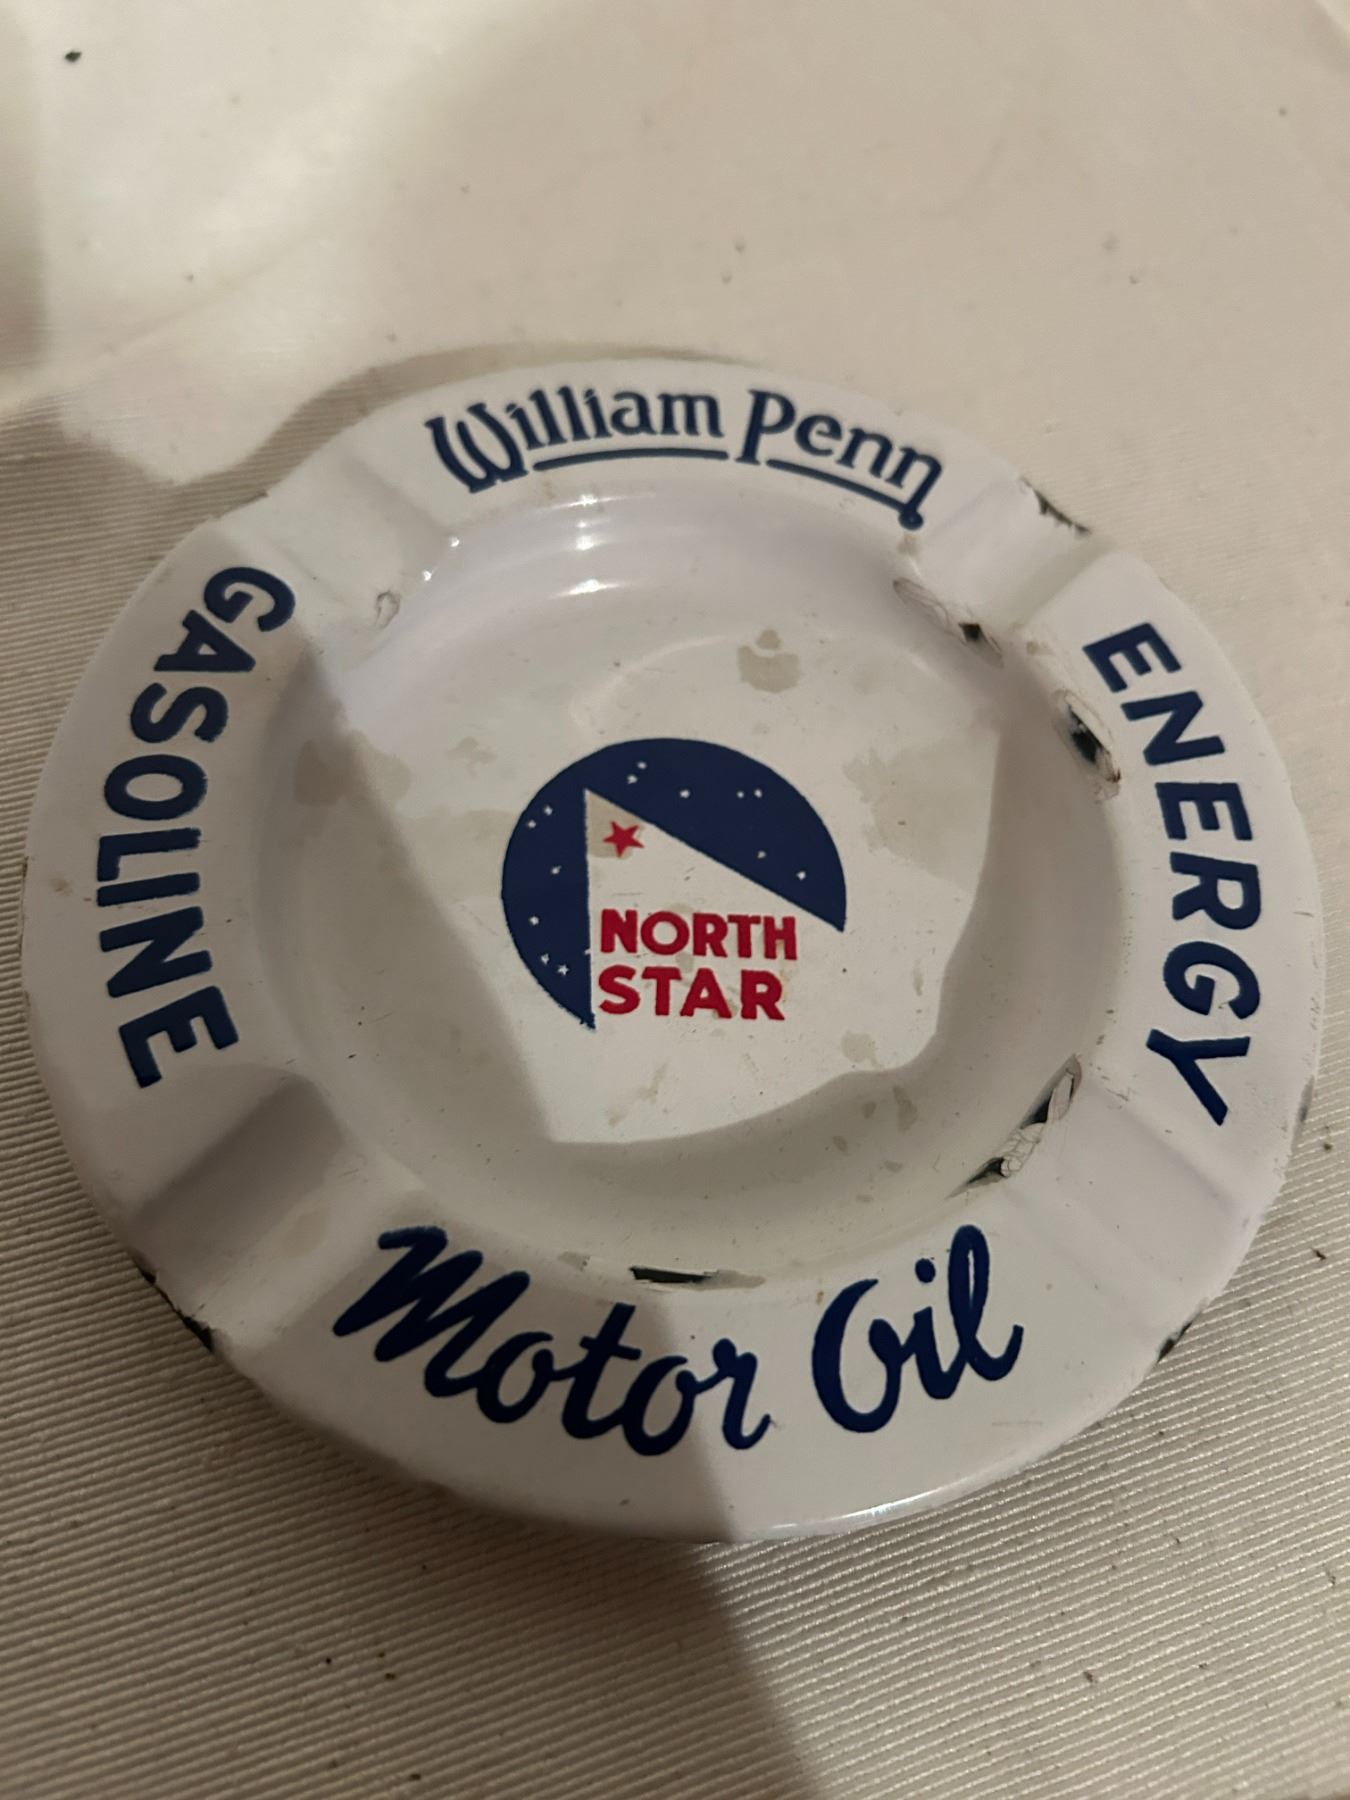 William Penn
ENERGY
GASOLINE
NORTH
STAR
Motor Oil